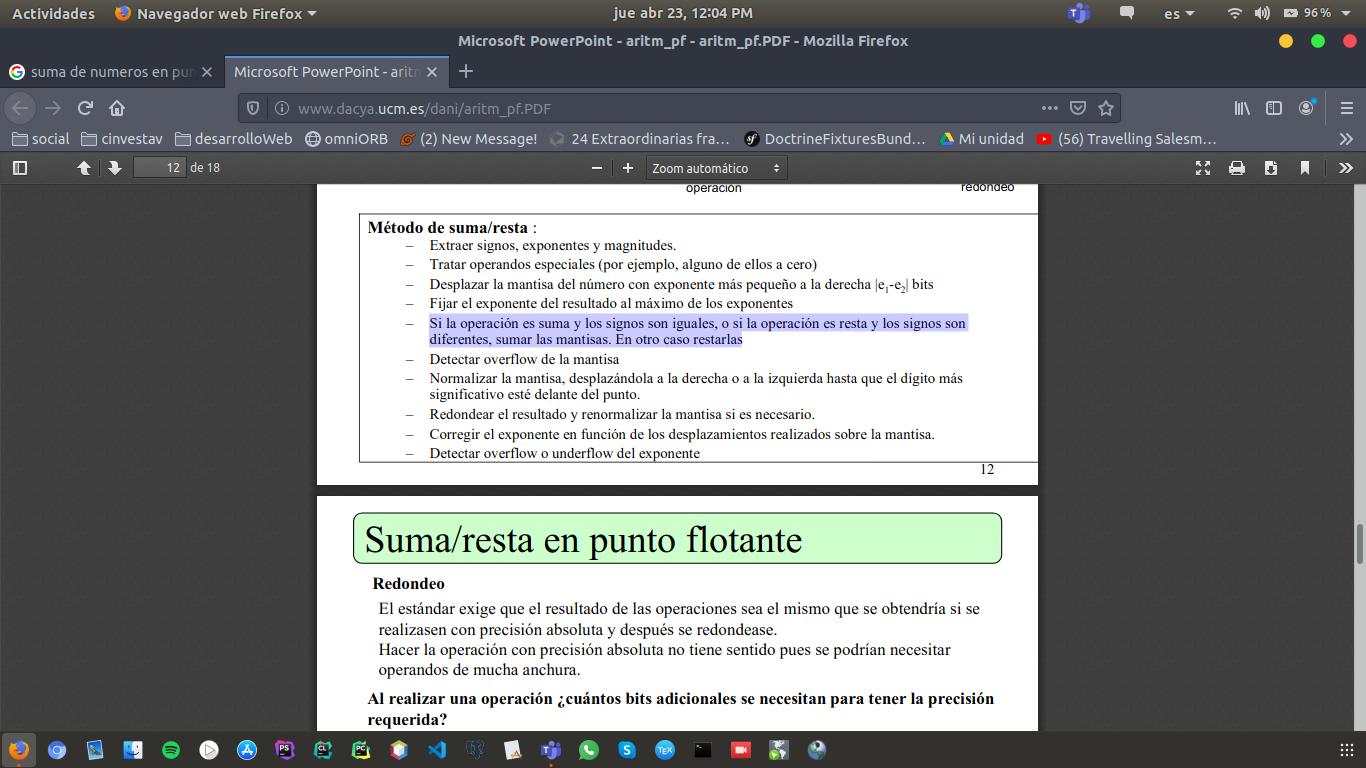 Actividades
Navegador web Firefox
jue abr 23, 12:04 PM
es
96 %
Microsoft PowerPoint - aritm_pf - aritm_pf.PDF - Mozilla Firefox
suma de numeros en pun
Microsoft PowerPoint - aritm
www.dacya.ucm.es/dani/aritm_pf.PDF
social
cinvestav
desarrolloWeb
omniORB
(2) New Message!
24 Extraordinarias fra…
DoctrineFixturesBund…
Mi unidad
(56) Travelling Salesm…
12 de 18
Zoom automático
operación
redondeo
Método de suma/resta :
– Extraer signos, exponentes y magnitudes.
– Tratar operandos especiales (por ejemplo, alguno de ellos a cero)
– Desplazar la mantisa del número con exponente más pequeño a la derecha |e1-e2| bits
– Fijar el exponente del resultado al máximo de los exponentes
– Si la operación es suma y los signos son iguales, o si la operación es resta y los signos son
diferentes, sumar las mantisas. En otro caso restarlas
– Detectar overflow de la mantisa
– Normalizar la mantisa, desplazándola a la derecha o a la izquierda hasta que el dígito más
significativo esté delante del punto.
– Redondear el resultado y renormalizar la mantisa si es necesario.
– Corregir el exponente en función de los desplazamientos realizados sobre la mantisa.
– Detectar overflow o underflow del exponente
12
Suma/resta en punto flotante
Redondeo
El estándar exige que el resultado de las operaciones sea el mismo que se obtendría si se
realizasen con precisión absoluta y después se redondease.
Hacer la operación con precisión absoluta no tiene sentido pues se podrían necesitar
operandos de mucha anchura.
Al realizar una operación ¿cuántos bits adicionales se necesitan para tener la precisión
requerida?